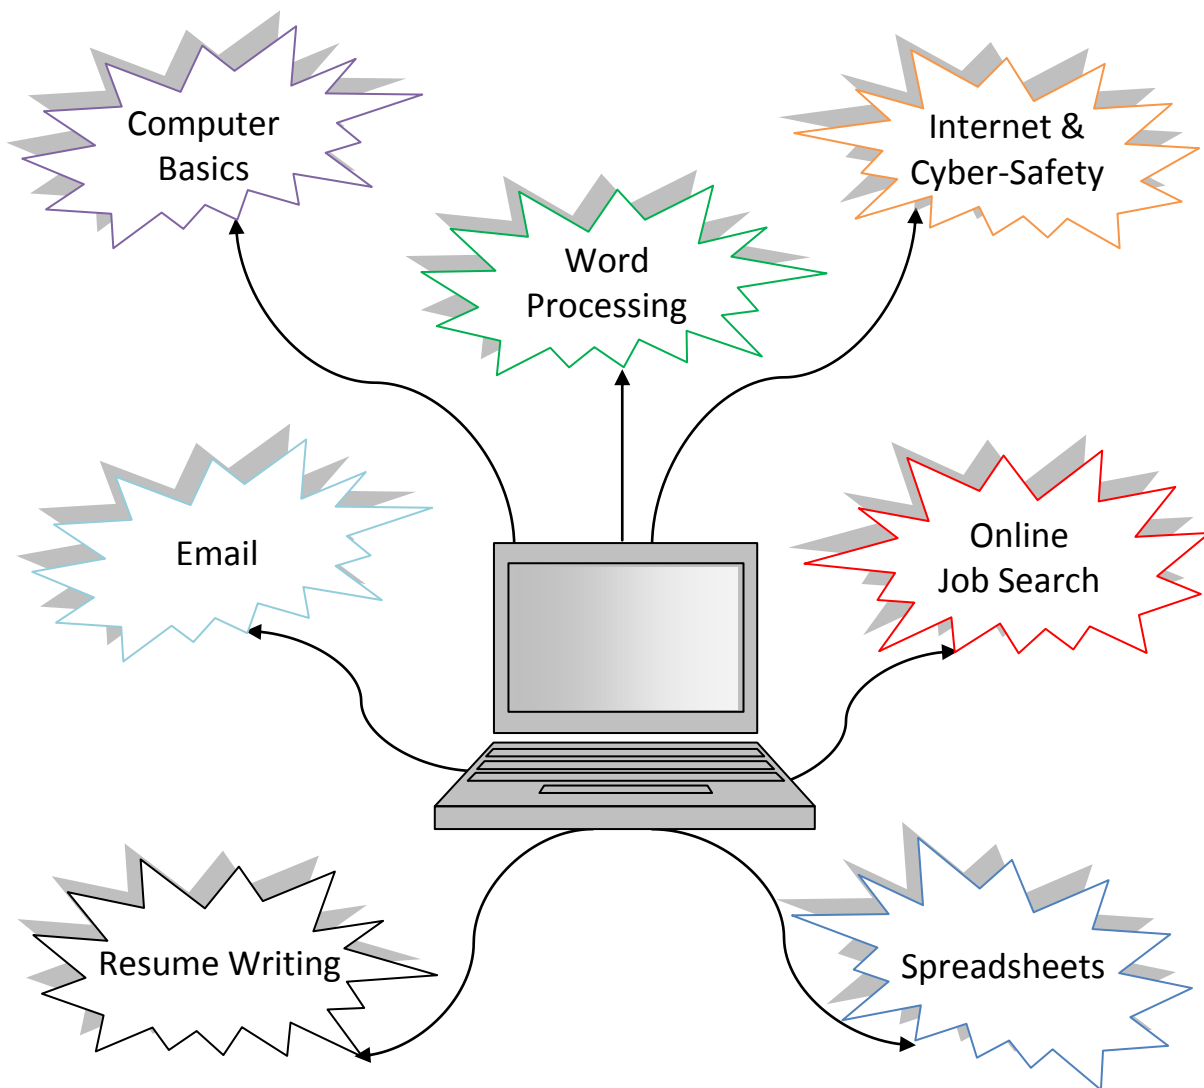 Computer
Basics
Internet &
Cyber-Safety
Word
Processing
Email
Online
Job Search
Resume Writing
Spreadsheets